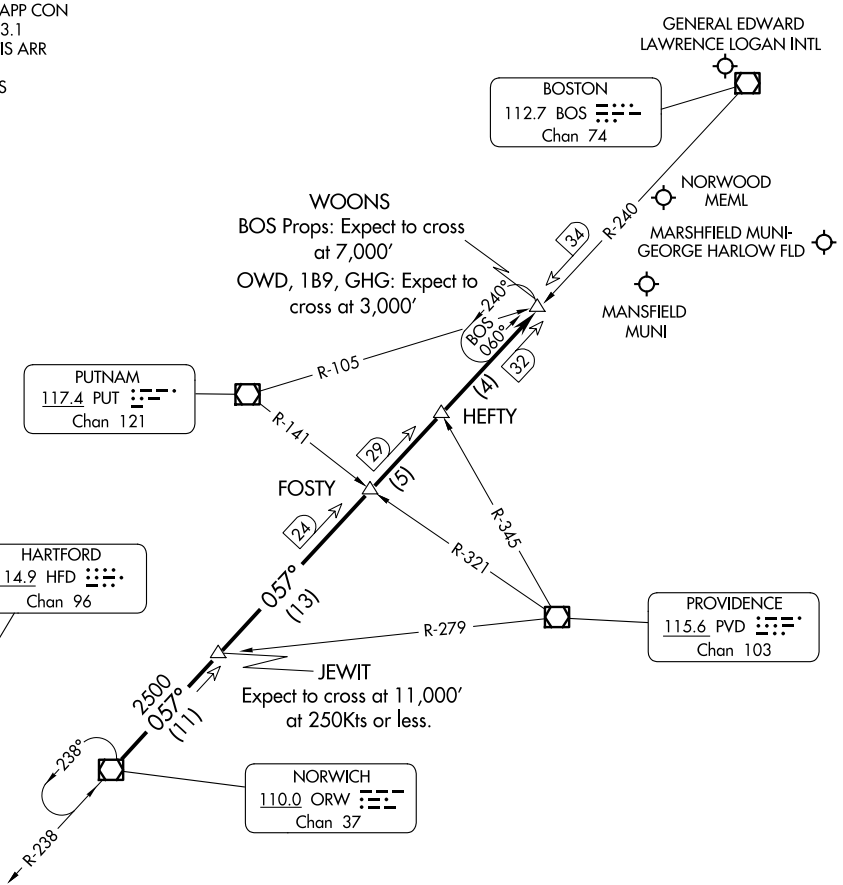 APP CON
3.1
IS ARR
S
GENERAL EDWARD
LAWRENCE LOGAN INTL
BOSTON
112.7 BOS
Chan 74
NORWOOD
MEML
WOONS
BOS Props: Expect to cross
at 7,000’
OWD, 1B9, GHG: Expect to
cross at 3,000’
R-240
34
MARSHFIELD MUNI-
GEORGE HARLOW FLD
MANSFIELD
MUNI
240°
BOS
060°
32
(4)
R-105
PUTNAM
117.4 PUT
Chan 121
R-141
HEFTY
29
(5)
FOSTY
24
R-345
R-321
HARTFORD
14.9 HFD
Chan 96
057°
(13)
PROVIDENCE
115.6 PVD
Chan 103
R-279
JEWIT
Expect to cross at 11,000’
at 250Kts or less.
2500
057°
(11)
238°
NORWICH
110.0 ORW
Chan 37
R-238